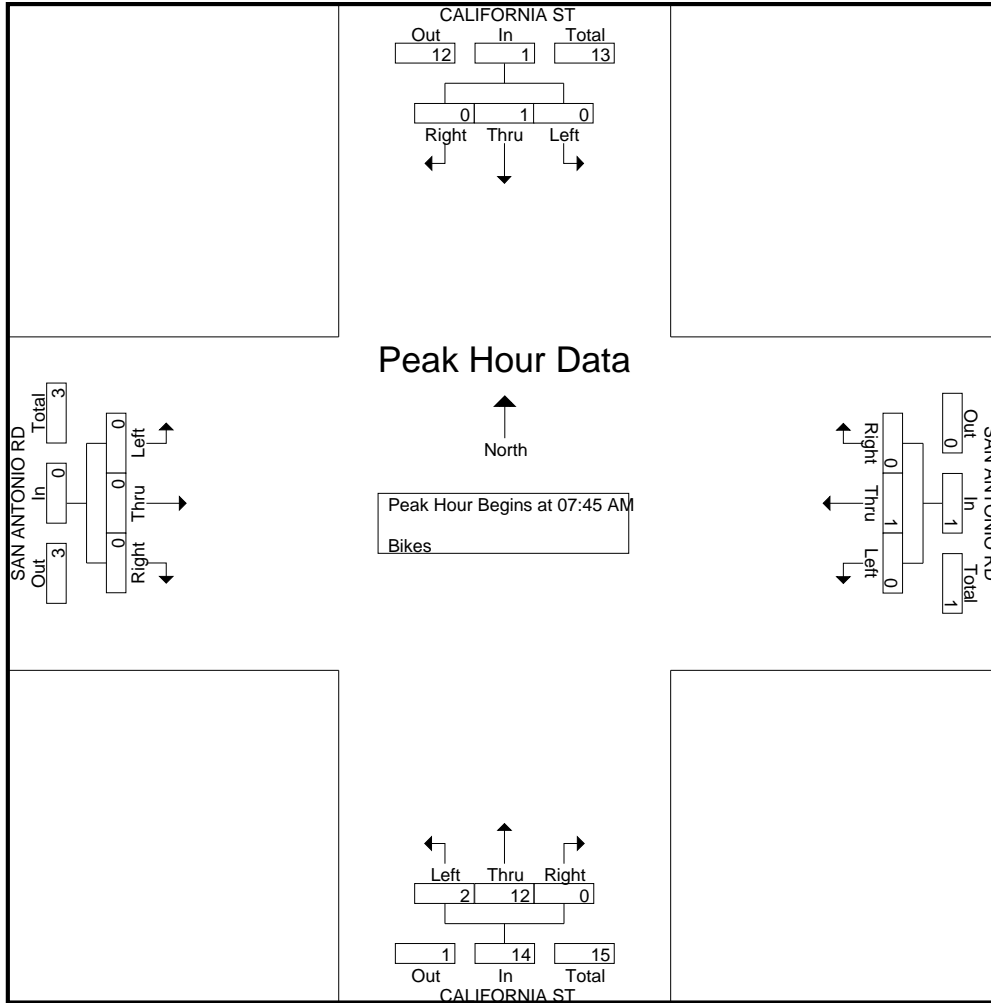 CALIFORNIA ST
Out In Total
12 1 13
0 1 0
Right Thru Left
Peak Hour Data
North
Peak Hour Begins at 07:45 AM
Bikes
SAN ANTONIO RD
Total In Out
3 0 3
0 0 0
Left Thru Right
SAN ANTONIO RD
Out In Total
0 1 1
0 1 0
Right Thru Left
Left Thru Right
2 12 0
1 14 15
Out In Total
CALIFORNIA ST